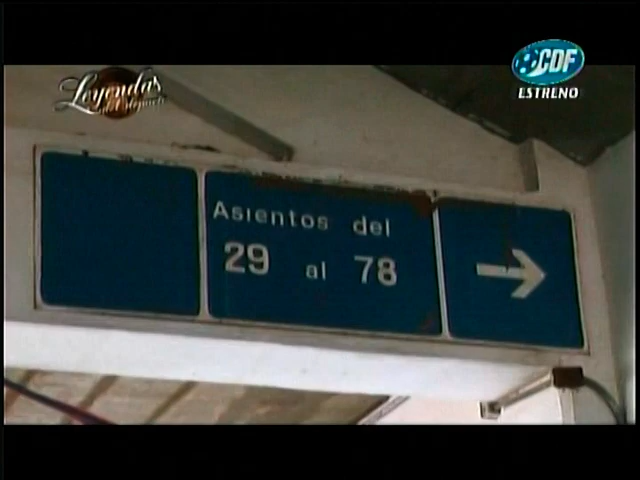 Leyendas
CDF
ESTRENO
Asientos del
29 al 78